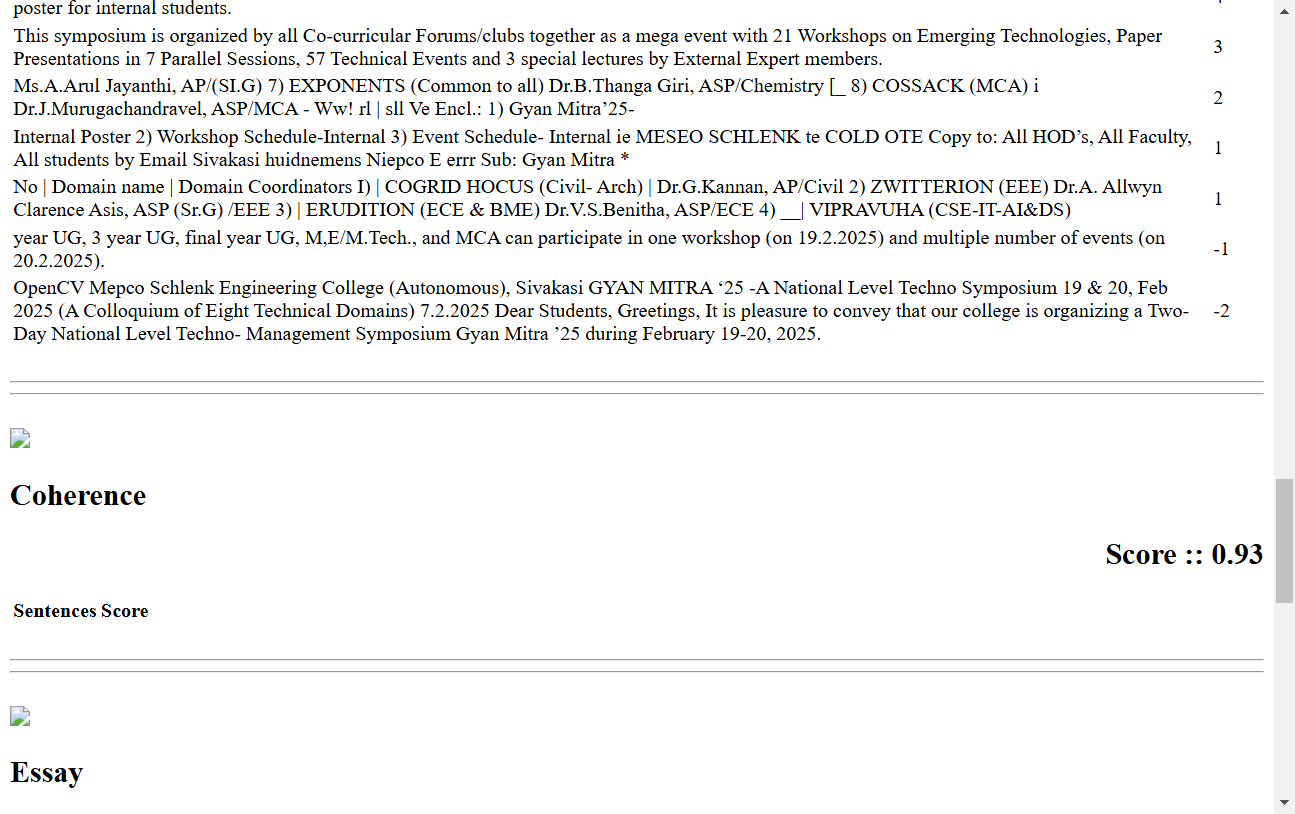 poster for internal students.
This symposium is organized by all Co-curricular Forums/clubs together as a mega event with 21 Workshops on Emerging Technologies, Paper
Presentations in 7 Parallel Sessions, 57 Technical Events and 3 special lectures by External Expert members.
3
Ms.A.Arul Jayanthi, AP/(SI.G) 7) EXPONENTS (Common to all) Dr.B.Thanga Giri, ASP/Chemistry [_ 8) COSSACK (MCA) i
Dr.J.Murugachandravel, ASP/MCA - Ww! rl | sll Ve Encl.: 1) Gyan Mitra’25-
2
Internal Poster 2) Workshop Schedule-Internal 3) Event Schedule- Internal ie MESEO SCHLENK te COLD OTE Copy to: All HOD’s, All Faculty,
All students by Email Sivakasi huidnemens Niepco E errr Sub: Gyan Mitra *
1
No | Domain name | Domain Coordinators I) | COGRID HOCUS (Civil- Arch) | Dr.G.Kannan, AP/Civil 2) ZWITTERION (EEE) Dr.A. Allwyn
Clarence Asis, ASP (Sr.G) /EEE 3) | ERUDITION (ECE & BME) Dr.V.S.Benitha, ASP/ECE 4) __| VIPRAVUHA (CSE-IT-AI&DS)
1
year UG, 3 year UG, final year UG, M,E/M.Tech., and MCA can participate in one workshop (on 19.2.2025) and multiple number of events (on
20.2.2025).
-1
OpenCV Mepco Schlenk Engineering College (Autonomous), Sivakasi GYAN MITRA ‘25 -A National Level Techno Symposium 19 & 20, Feb
2025 (A Colloquium of Eight Technical Domains) 7.2.2025 Dear Students, Greetings, It is pleasure to convey that our college is organizing a Two-
Day National Level Techno- Management Symposium Gyan Mitra ’25 during February 19-20, 2025.
-2
Coherence
Score :: 0.93
Sentences Score
Essay